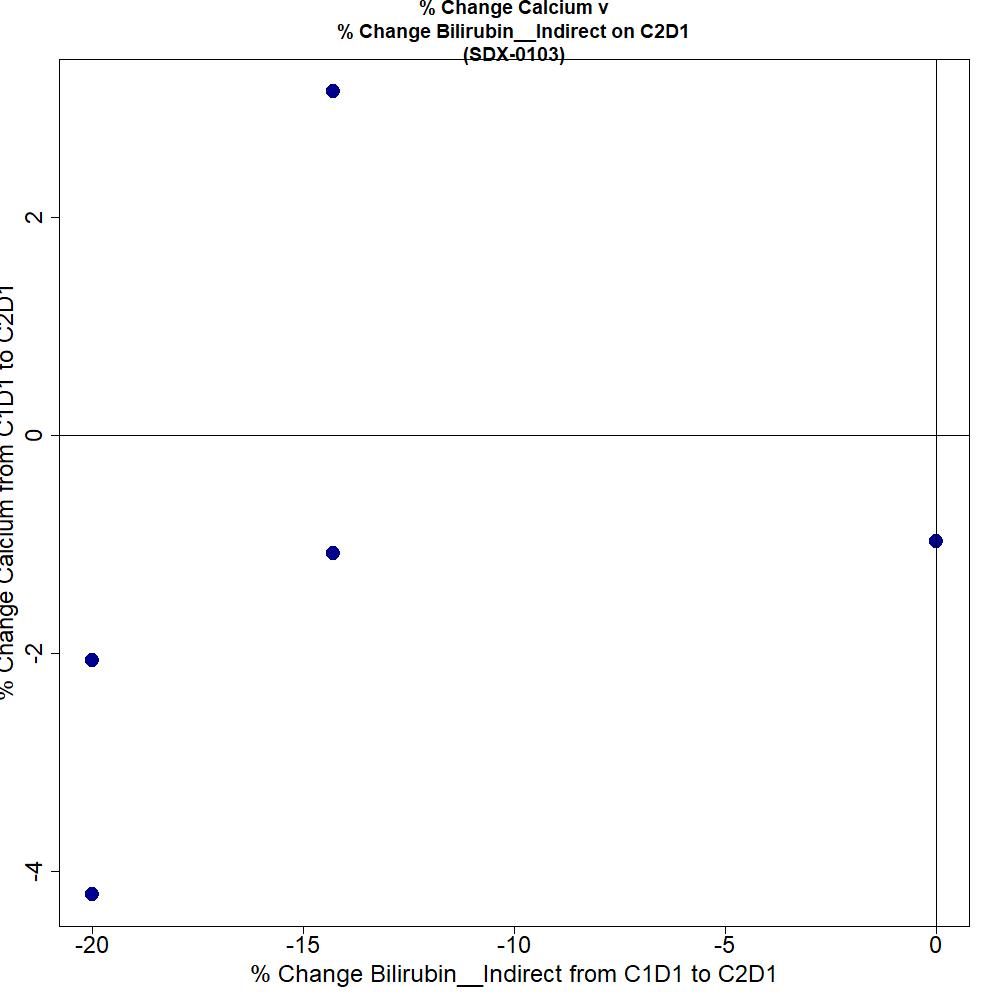 % Change Calcium v
% Change Bilirubin__Indirect on C2D1
(SDX-0103)
% Change Calcium from C1D1 to C2D1
2
0
-2
-4
-20 -15 -10 -5 0
% Change Bilirubin__Indirect from C1D1 to C2D1